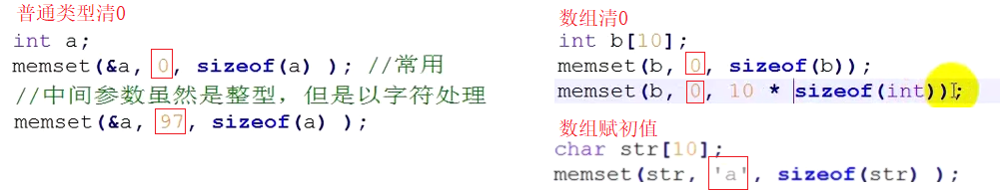 普通类型清0
int a;
memset(&a, 0, sizeof(a) ); //常用
//中间参数虽然是整型，但是以字符处理
memset(&a, 97, sizeof(a) );
数组清0
int b[10];
memset(b, 0, sizeof(b));
memset(b, 0, 10 * sizeof(int));
数组赋初值
char str[10];
memset(str, 'a', sizeof(str) );